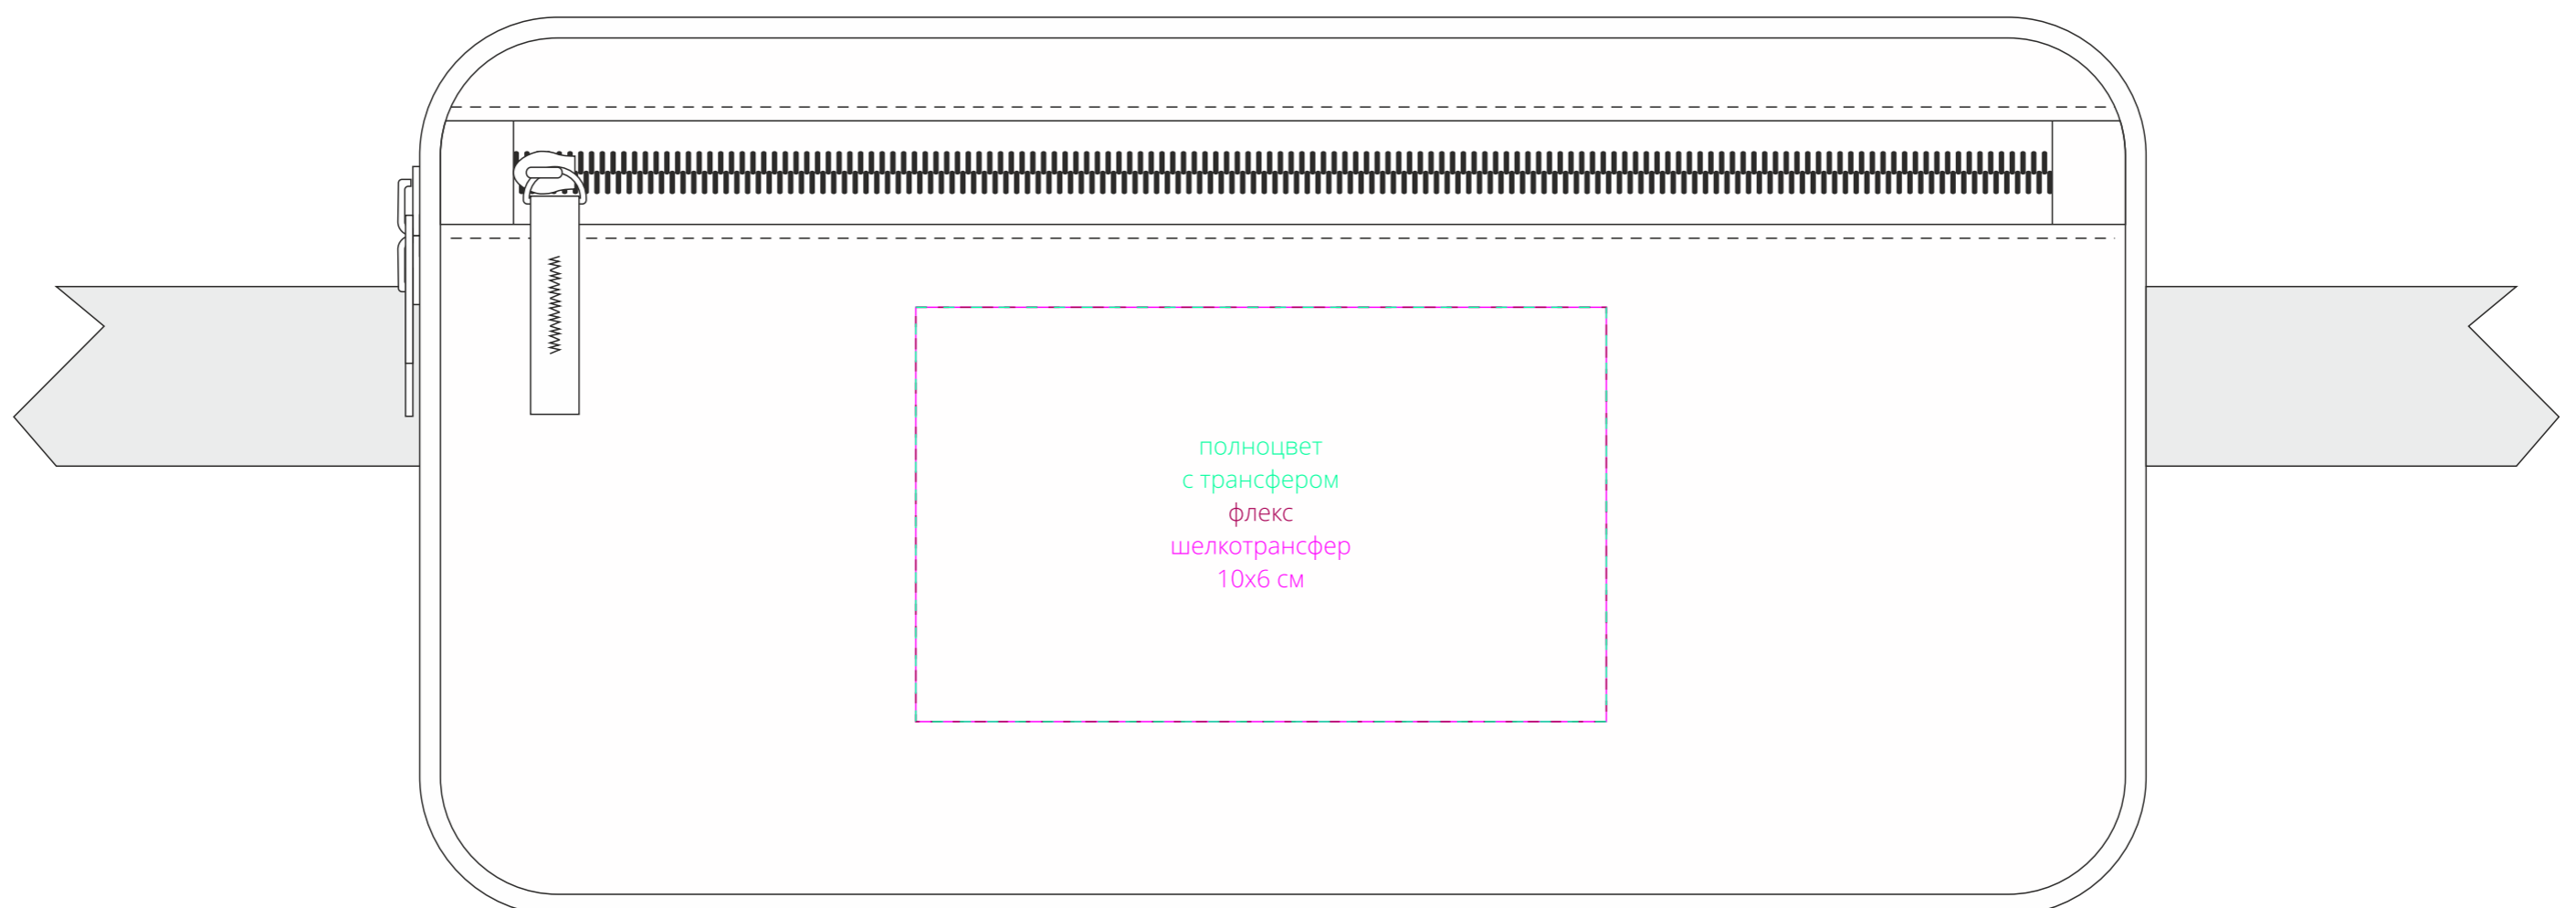 полноцвет
с трансфером
флекс
шелкотрансфер
10х6 см